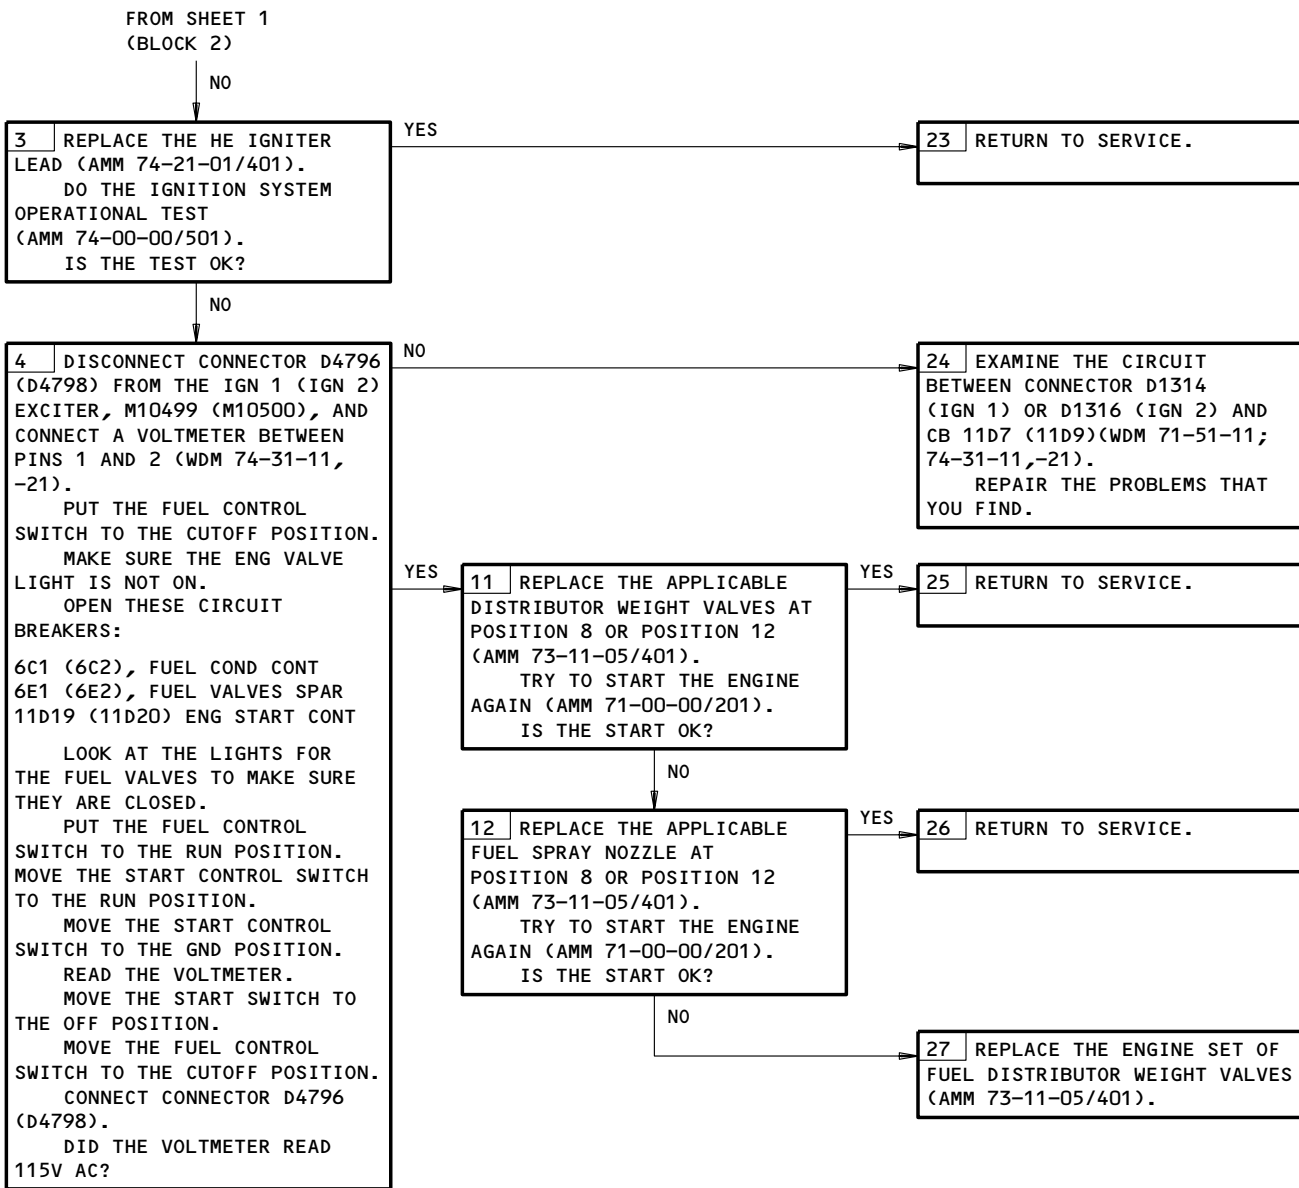 FROM SHEET 1
(BLOCK 2)
NO
3 REPLACE THE HE IGNITER
LEAD (AMM 74-21-01/401).
DO THE IGNITION SYSTEM
OPERATIONAL TEST
(AMM 74-00-00/501).
IS THE TEST OK?
YES
23 RETURN TO SERVICE.
NO
4 DISCONNECT CONNECTOR D4796
(D4798) FROM THE IGN 1 (IGN 2)
EXCITER, M10499 (M10500), AND
CONNECT A VOLTMETER BETWEEN
PINS 1 AND 2 (WDM 74-31-11,
-21).
PUT THE FUEL CONTROL
SWITCH TO THE CUTOFF POSITION.
MAKE SURE THE ENG VALVE
LIGHT IS NOT ON.
OPEN THESE CIRCUIT
BREAKERS:
6C1 (6C2), FUEL COND CONT
6E1 (6E2), FUEL VALVES SPAR
11D19 (11D20) ENG START CONT
LOOK AT THE LIGHTS FOR
THE FUEL VALVES TO MAKE SURE
THEY ARE CLOSED.
PUT THE FUEL CONTROL
SWITCH TO THE RUN POSITION.
MOVE THE START CONTROL SWITCH
TO THE RUN POSITION.
MOVE THE START CONTROL
SWITCH TO THE GND POSITION.
READ THE VOLTMETER.
MOVE THE START SWITCH TO
THE OFF POSITION.
MOVE THE FUEL CONTROL
SWITCH TO THE CUTOFF POSITION.
CONNECT CONNECTOR D4796
(D4798).
DID THE VOLTMETER READ
115V AC?
NO
24 EXAMINE THE CIRCUIT
BETWEEN CONNECTOR D1314
(IGN 1) OR D1316 (IGN 2) AND
CB 11D7 (11D9)(WDM 71-51-11;
74-31-11,-21).
REPAIR THE PROBLEMS THAT
YOU FIND.
YES
11 REPLACE THE APPLICABLE
DISTRIBUTOR WEIGHT VALVES AT
POSITION 8 OR POSITION 12
(AMM 73-11-05/401).
TRY TO START THE ENGINE
AGAIN (AMM 71-00-00/201).
IS THE START OK?
YES
25 RETURN TO SERVICE.
NO
12 REPLACE THE APPLICABLE
FUEL SPRAY NOZZLE AT
POSITION 8 OR POSITION 12
(AMM 73-11-05/401).
TRY TO START THE ENGINE
AGAIN (AMM 71-00-00/201).
IS THE START OK?
YES
26 RETURN TO SERVICE.
NO
27 REPLACE THE ENGINE SET OF
FUEL DISTRIBUTOR WEIGHT VALVES
(AMM 73-11-05/401).